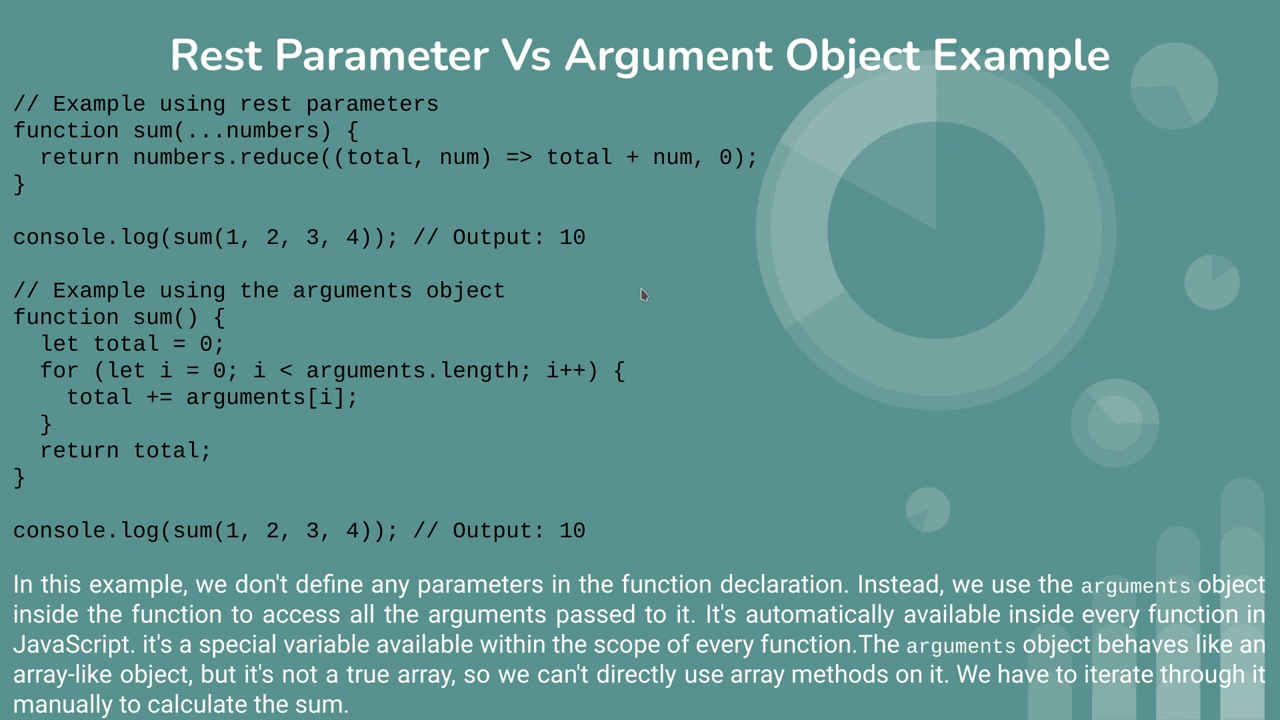 Rest Parameter Vs Argument Object Example
// Example using rest parameters
function sum(...numbers) {
  return numbers.reduce((total, num) => total + num, 0);
}

console.log(sum(1, 2, 3, 4)); // Output: 10

// Example using the arguments object
function sum() {
  let total = 0;
  for (let i = 0; i < arguments.length; i++) {
    total += arguments[i];
  }
  return total;
}

console.log(sum(1, 2, 3, 4)); // Output: 10

In this example, we don't define any parameters in the function declaration. Instead, we use the arguments object
inside the function to access all the arguments passed to it. It's automatically available inside every function in
JavaScript. it's a special variable available within the scope of every function.The arguments object behaves like an
array-like object, but it's not a true array, so we can't directly use array methods on it. We have to iterate through it
manually to calculate the sum.